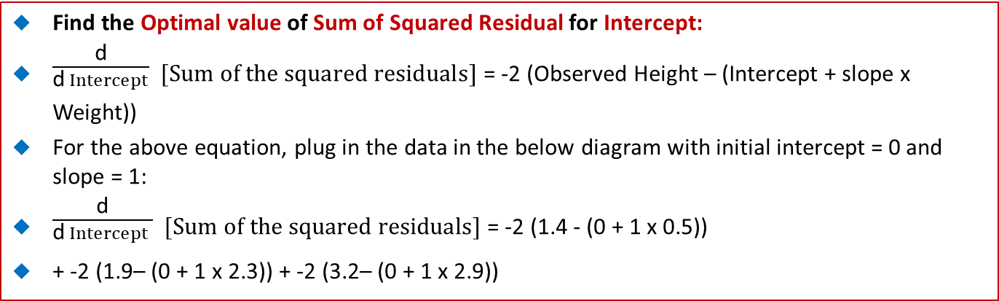 Find the Optimal value of Sum of Squared Residual for Intercept:
d
d Intercept [Sum of the squared residuals] = -2 (Observed Height – (Intercept + slope x
Weight))
For the above equation, plug in the data in the below diagram with initial intercept = 0 and
slope = 1:
d
d Intercept [Sum of the squared residuals] = -2 (1.4 - (0 + 1 x 0.5))
+ -2 (1.9– (0 + 1 x 2.3)) + -2 (3.2– (0 + 1 x 2.9))